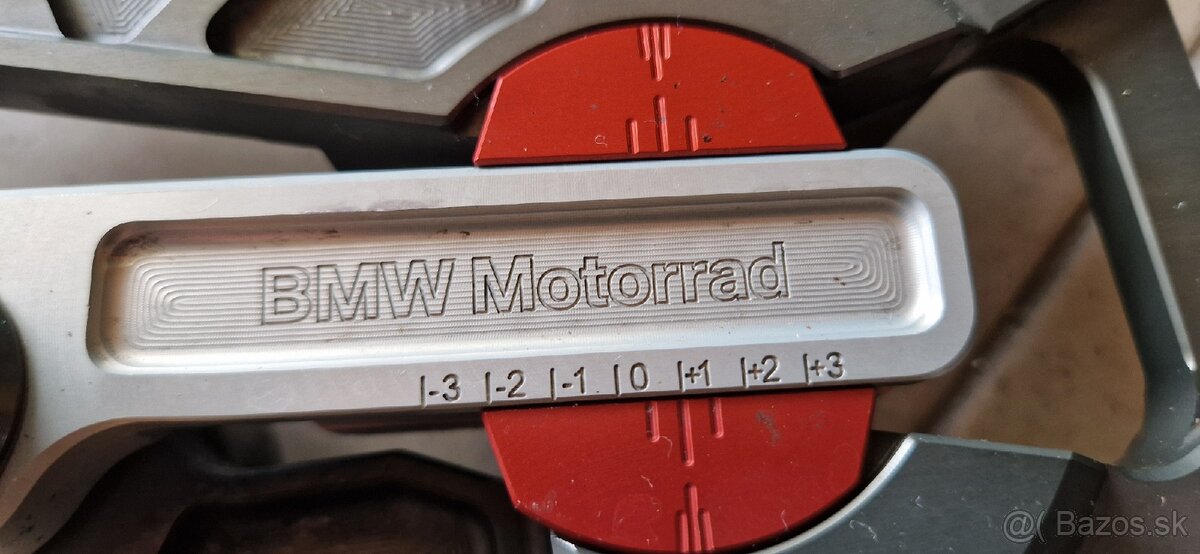 BMW Motorrad
|-3 |-2 |-1 |0 |+1 |+2 |+3
@( Bazos.sk